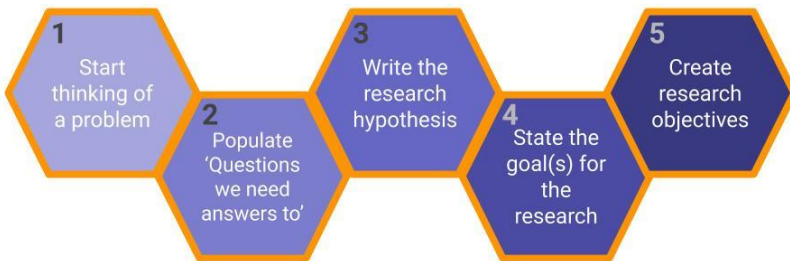 1
Start
thinking of
a problem
2
Populate
‘Questions
we need
answers to’
3
Write the
research
hypothesis
4
State the
goal(s) for
the
research
5
Create
research
objectives